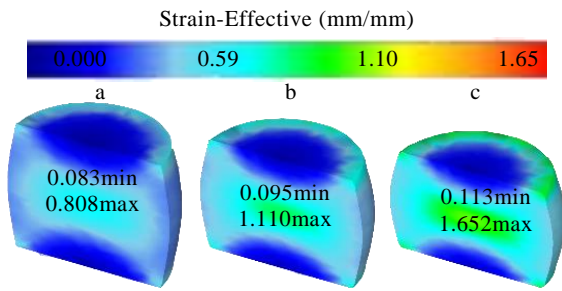 Strain-Effective (mm/mm)
0.000 0.59 1.10 1.65
a b c
0.083min 0.095min 0.113min
0.808max 1.110max 1.652max